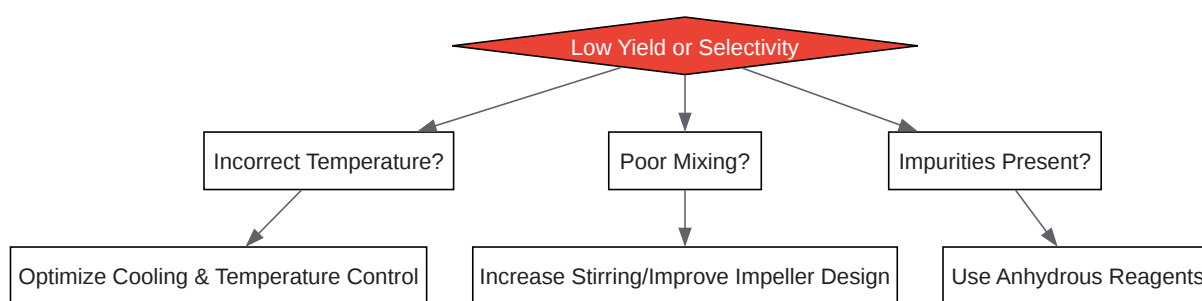 Low Yield or Selectivity
Incorrect Temperature?
Poor Mixing?
Impurities Present?
Optimize Cooling & Temperature Control
Increase Stirring/Improve Impeller Design
Use Anhydrous Reagents